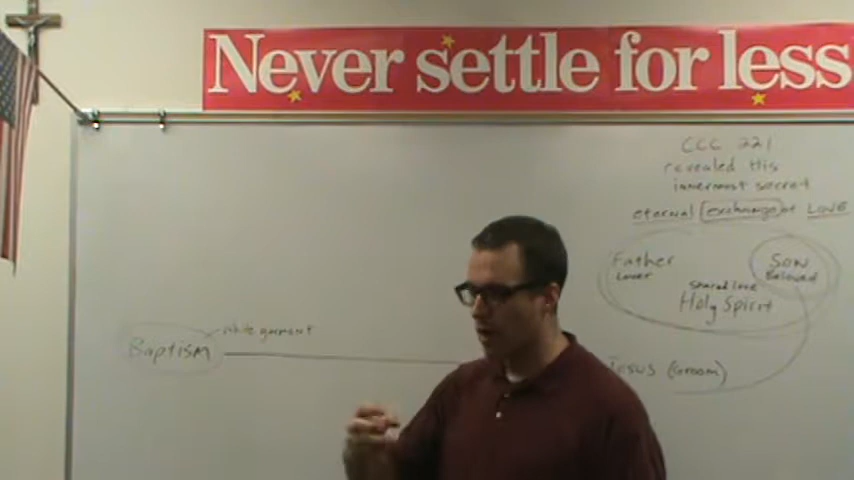 Never settle for less
CCC 221
revealed His
innermost secret
eternal exchange of LOVE
Father
Lover
Son
Beloved
shared love
Holy Spirit
white garment
Baptism
Jesus (Groom)